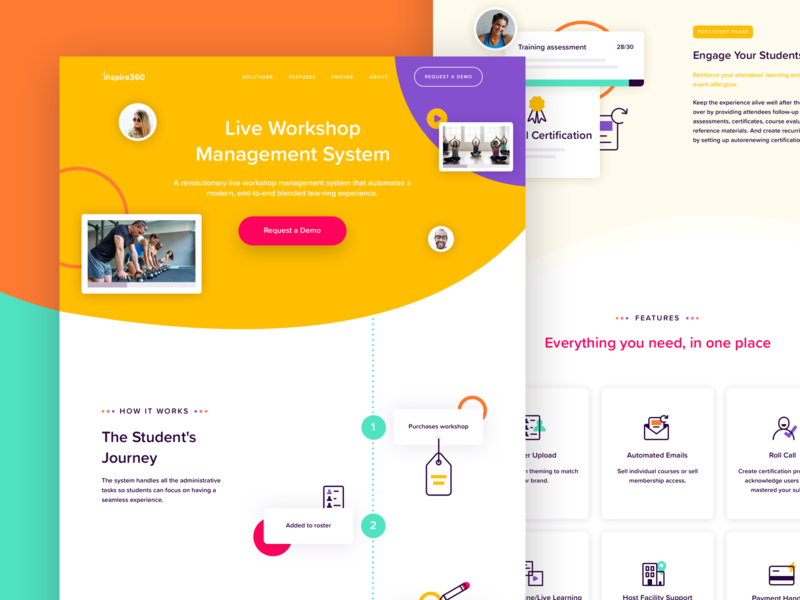 inspire360
SOLUTIONS
FEATURES
PRICING
ABOUT
REQUEST A DEMO
Live Workshop
Management System
A revolutionary live workshop management system that automates a
modern, end-to-end blended learning experience.
Request a Demo
HOW IT WORKS
The Student's
Journey
The system handles all the administrative
tasks so students can focus on having a
seamless experience.
1
Purchases workshop
Added to roster
2
Training assessment
28/30
l Certification
POST-EVENT PHASE
Engage Your Students
Reinforce your attendees' learning and
event afterglow.
Keep the experience alive well after the
over by providing attendees follow-up
assessments, certificates, course evalu
reference materials. And create recurri
by setting up autorenewing certificatio
FEATURES
Everything you need, in one place
er Upload
theming to match
r brand.
Automated Emails
Sell individual courses or sell
membership access.
Roll Call
Create certification pre
acknowledge users
mastered your su
ne/Live Learning
Host Facility Support
Payment Hand